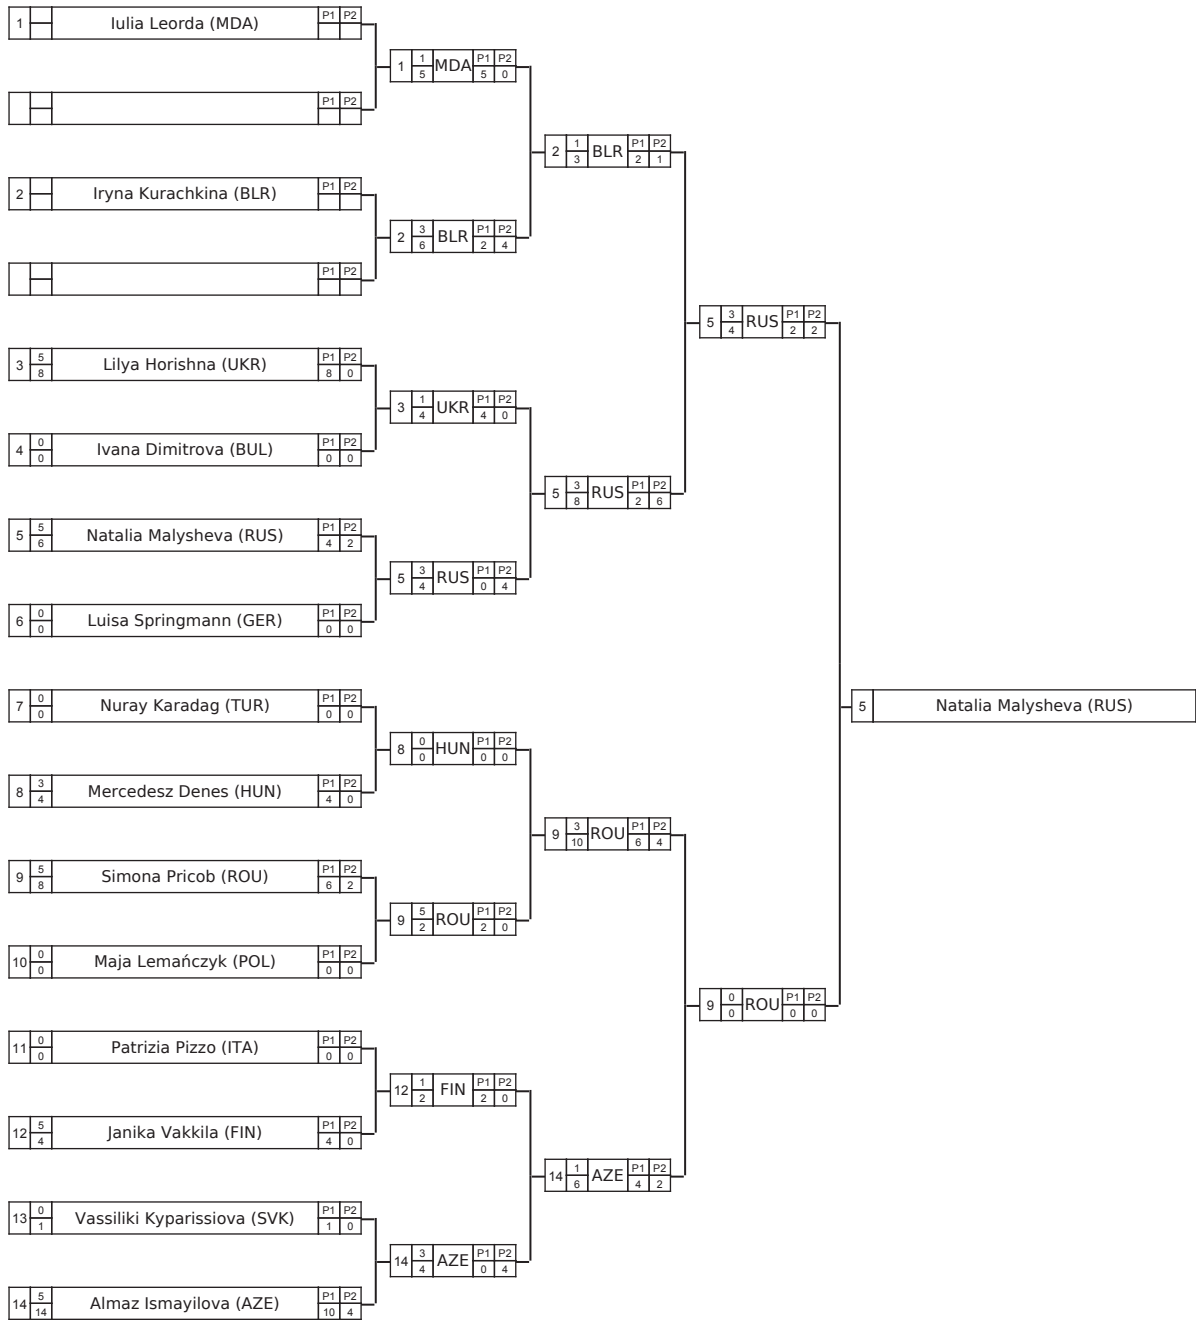 1 Iulia Leorda (MDA) P1 P2
1 1 5 MDA P1 P2 5 0
P1 P2
2 1 3 BLR P1 P2 2 1
2 Iryna Kurachkina (BLR) P1 P2
2 3 6 BLR P1 P2 2 4
P1 P2
5 3 4 RUS P1 P2 2 2
3 5 8 Lilya Horishna (UKR) P1 P2 8 0
3 1 4 UKR P1 P2 4 0
4 0 0 Ivana Dimitrova (BUL) P1 P2 0 0
5 3 8 RUS P1 P2 2 6
5 5 6 Natalia Malysheva (RUS) P1 P2 4 2
5 3 4 RUS P1 P2 0 4
6 0 0 Luisa Springmann (GER) P1 P2 0 0
7 0 0 Nuray Karadag (TUR) P1 P2 0 0
5 Natalia Malysheva (RUS)
8 0 0 HUN P1 P2 0 0
8 3 4 Mercedesz Denes (HUN) P1 P2 4 0
9 3 10 ROU P1 P2 6 4
9 5 8 Simona Pricob (ROU) P1 P2 6 2
9 5 2 ROU P1 P2 2 0
10 0 0 Maja Lemańczyk (POL) P1 P2 0 0
9 0 0 ROU P1 P2 0 0
11 0 0 Patrizia Pizzo (ITA) P1 P2 0 0
12 1 2 FIN P1 P2 2 0
12 5 4 Janika Vakkila (FIN) P1 P2 4 0
14 1 6 AZE P1 P2 4 2
13 0 1 Vassiliki Kyparissiova (SVK) P1 P2 1 0
14 3 4 AZE P1 P2 0 4
14 5 14 Almaz Ismayilova (AZE) P1 P2 10 4